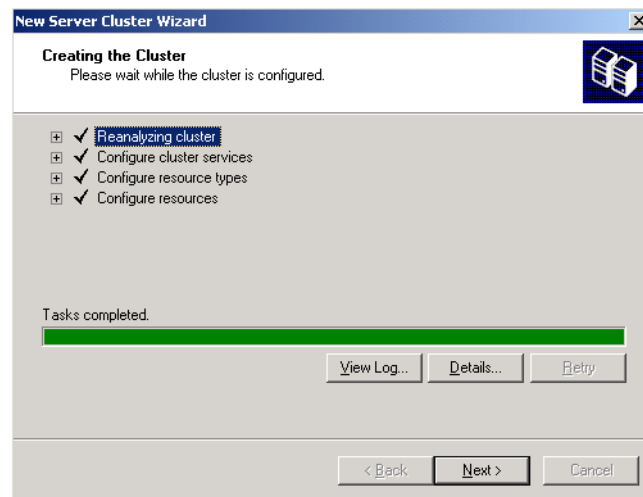 New Server Cluster Wizard
Creating the Cluster
Please wait while the cluster is configured.
Reanalyzing cluster
Configure cluster services
Configure resource types
Configure resources
Tasks completed.
View Log... Details... Retry
< Back Next > Cancel